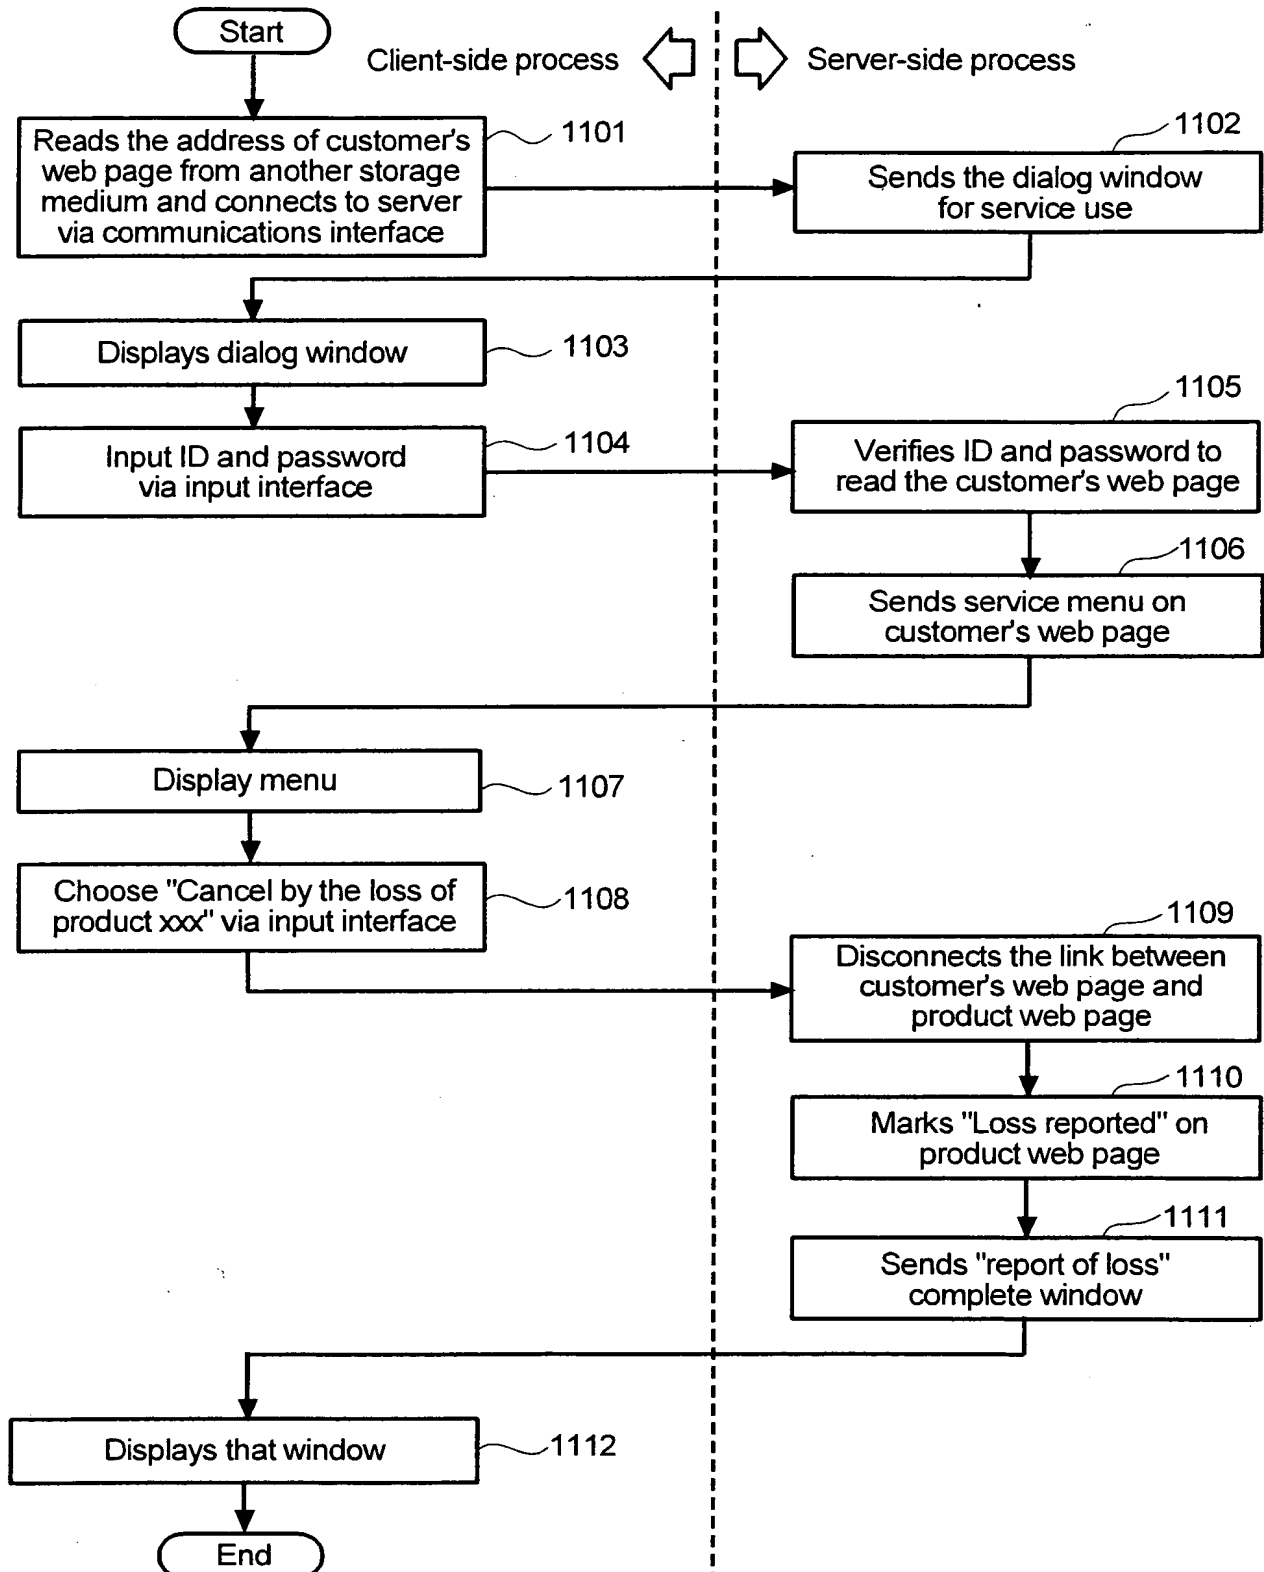 Start
Client-side process
Server-side process
Reads the address of customer's
web page from another storage
medium and connects to server
via communications interface
1101
1102
Sends the dialog window
for service use
Displays dialog window
1103
Input ID and password
via input interface
1104
1105
Verifies ID and password to
read the customer's web page
1106
Sends service menu on
customer's web page
Display menu
1107
Choose "Cancel by the loss of
product xxx" via input interface
1108
1109
Disconnects the link between
customer's web page and
product web page
1110
Marks "Loss reported" on
product web page
1111
Sends "report of loss"
complete window
Displays that window
1112
End